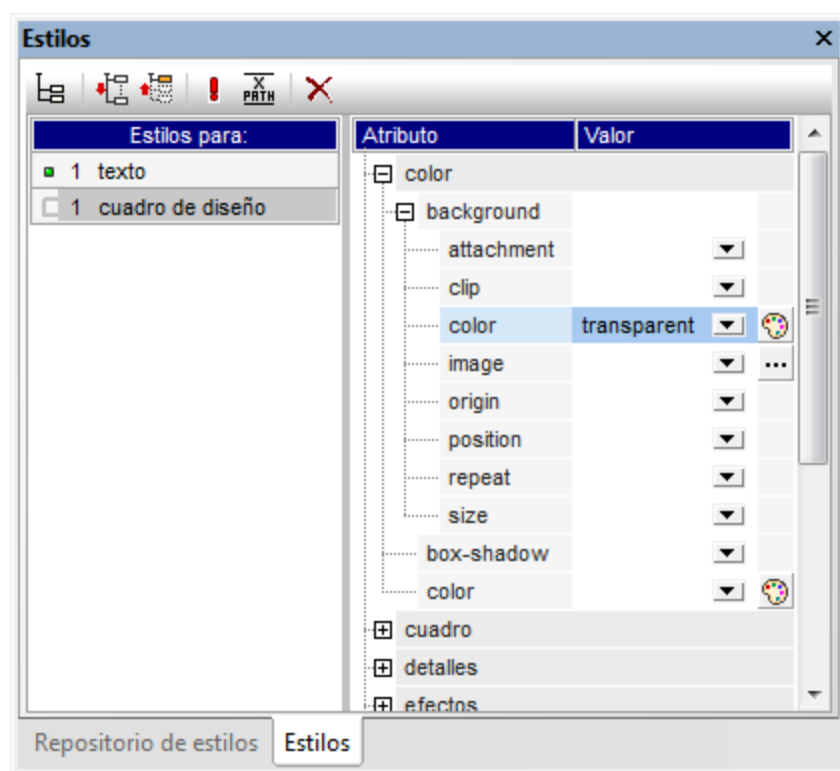 Estilos
X
PATH
Estilos para:
1 texto
1 cuadro de diseño
Atributo Valor
color
background
attachment
clip
color transparent
image ...
origin
position
repeat
size
box-shadow
color
cuadro
detalles
efectos
Repositorio de estilos Estilos